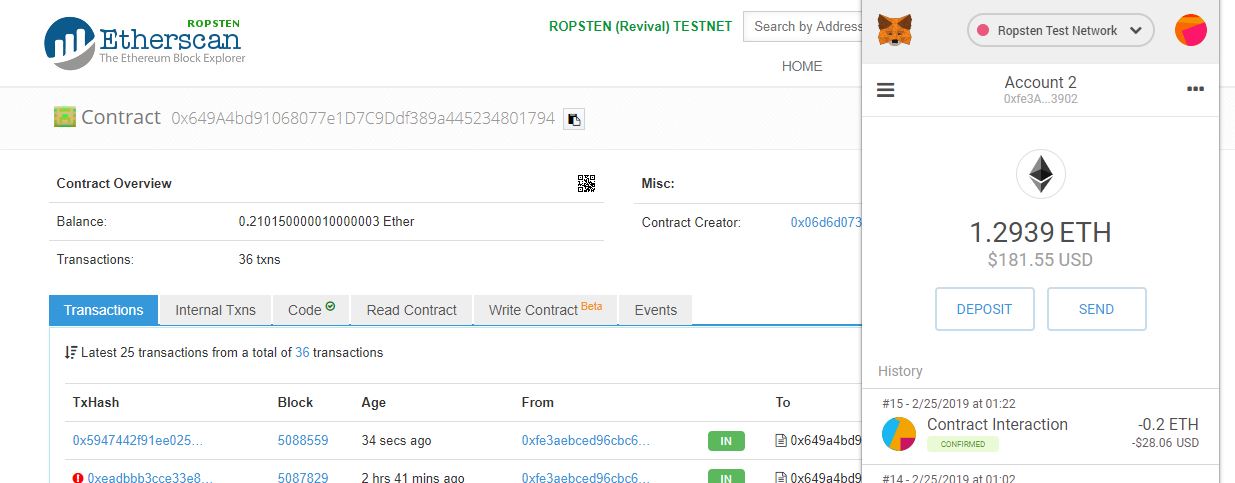 ROPSTEN
Etherscan
The Ethereum Block Explorer
ROPSTEN (Revival) TESTNET
Search by Address
HOME
Contract 0x649A4bd91068077e1D7C9Ddf389a445234801794
Contract Overview
Balance: 0.210150000010000003 Ether
Transactions: 36 txns
Misc:
Contract Creator: 0x06d6d073
Transactions Internal Txns Code Read Contract Write Contract Beta Events
Latest 25 transactions from a total of 36 transactions
TxHash Block Age From To
0x5947442f91ee025... 5088559 34 secs ago 0xfe3aebced96cbc6... IN 0x649a4bd9
0xeadbbb3cce33e8... 5087829 2 hrs 41 mins ago 0xfe3aebced96cbc6... IN 0x649a4bd9
Ropsten Test Network
Account 2
0xfe3A...3902
1.2939 ETH
$181.55 USD
DEPOSIT SEND
History
#15 - 2/25/2019 at 01:22
Contract Interaction -0.2 ETH
CONFIRMED -$28.06 USD
#14 - 2/25/2019 at 01:02